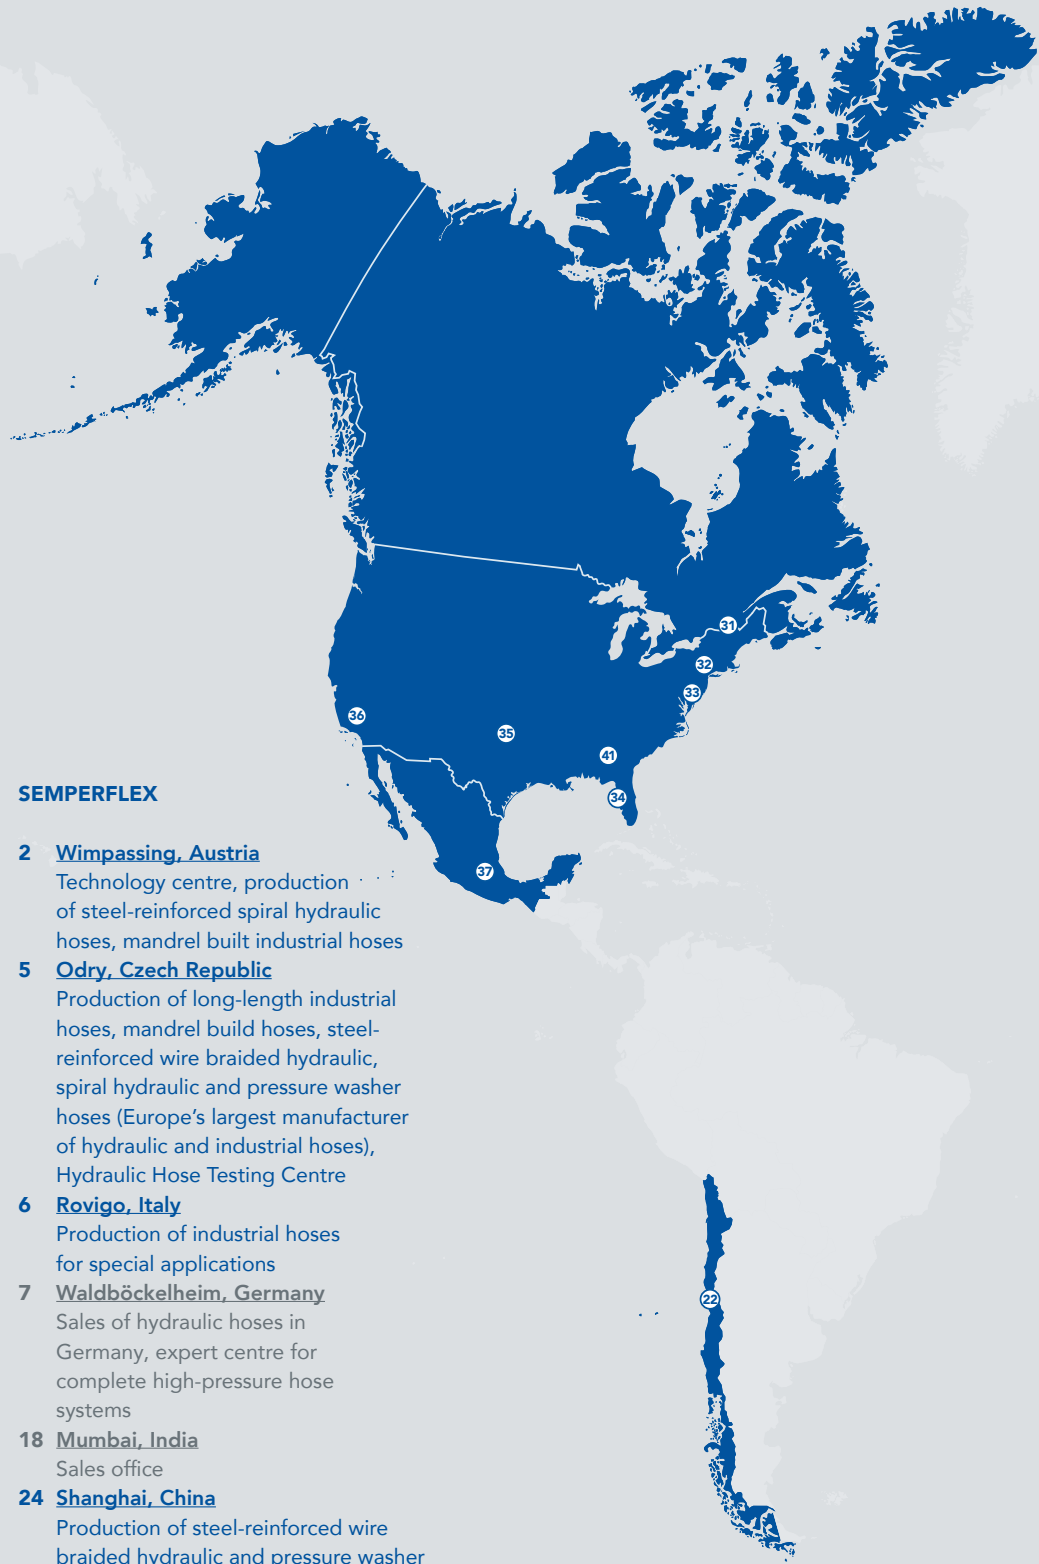 31
32
33
36
35
41
SEMPERFLEX
34
2 Wimpassing, Austria
37
Technology centre, production
of steel-reinforced spiral hydraulic
hoses, mandrel built industrial hoses
5 Odry, Czech Republic
Production of long-length industrial
hoses, mandrel build hoses, steel-
reinforced wire braided hydraulic,
spiral hydraulic and pressure washer
hoses (Europe’s largest manufacturer
of hydraulic and industrial hoses),
Hydraulic Hose Testing Centre
6 Rovigo, Italy
Production of industrial hoses
for special applications
7 Waldböckelheim, Germany
22
Sales of hydraulic hoses in
Germany, expert centre for
complete high-pressure hose
systems
18 Mumbai, India
Sales office
24 Shanghai, China
Production of steel-reinforced wire
braided hydraulic and pressure washer